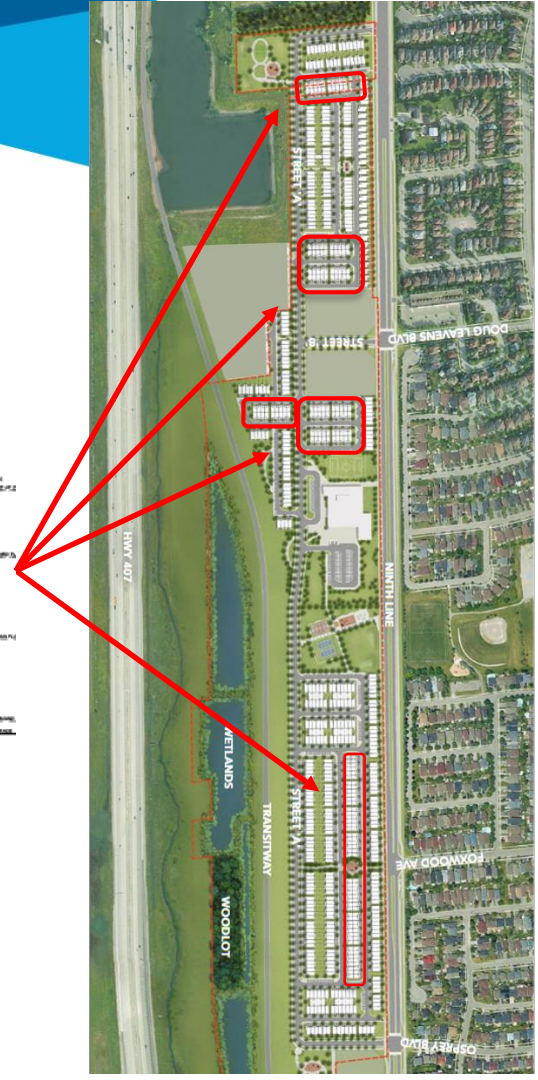 STREET 'A'
DOUG LEAVENS BLVD
STREET 'B'
HWY 407
NINTH LINE
WETLANDS
TRANSITWAY
STREET 'A'
FOXWOOD AVE
WOODLOT
OSPREY BLVD